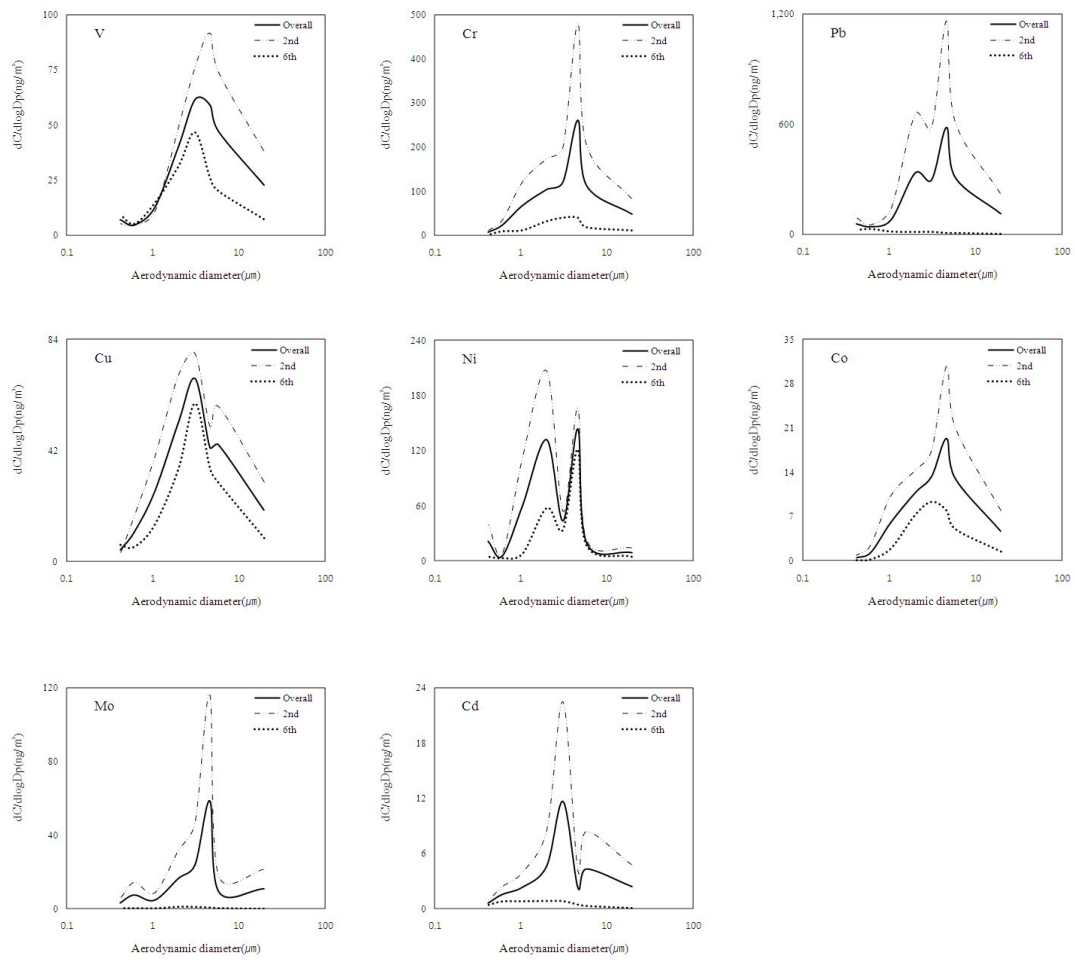 V
Overall
2nd
6th
100
75
50
25
0
0.1 1 10 100
dC/dlogDp(ng/m³)
Aerodynamic diameter(㎛)
Cr
Overall
2nd
6th
500
400
300
200
100
0
0.1 1 10 100
dC/dlogDp(ng/m³)
Aerodynamic diameter(㎛)
Pb
Overall
2nd
6th
1,200
600
0
0.1 1 10 100
dC/dlogDp(ng/m³)
Aerodynamic diameter(㎛)
Cu
Overall
2nd
6th
84
42
0
0.1 1 10 100
dC/dlogDp(ng/m³)
Aerodynamic diameter(㎛)
Ni
Overall
2nd
6th
240
180
120
60
0
0.1 1 10 100
dC/dlogDp(ng/m³)
Aerodynamic diameter(㎛)
Co
Overall
2nd
6th
35
28
21
14
7
0
0.1 1 10 100
dC/dlogDp(ng/m³)
Aerodynamic diameter(㎛)
Mo
Overall
2nd
6th
120
80
40
0
0.1 1 10 100
dC/dlogDp(ng/m³)
Aerodynamic diameter(㎛)
Cd
Overall
2nd
6th
24
18
12
6
0
0.1 1 10 100
dC/dlogDp(ng/m³)
Aerodynamic diameter(㎛)